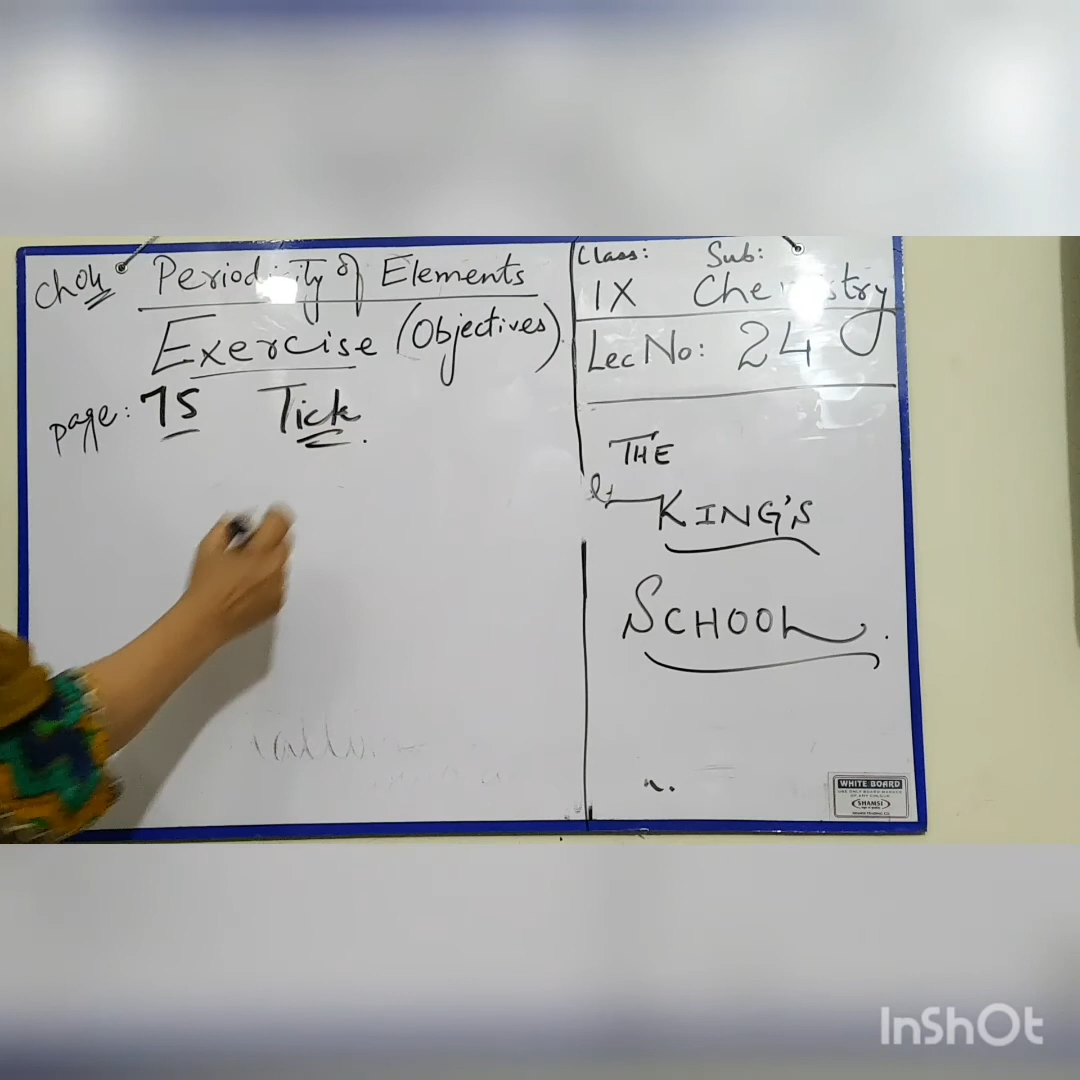 Ch04 Periodicity of Elements
Exercise (Objectives)
page: 75 Tick.
Class: Sub:
IX Chemistry
Lec No: 24
THE
KING'S
SCHOOL.
WHITE BOARD
SHAMSI
InShOt